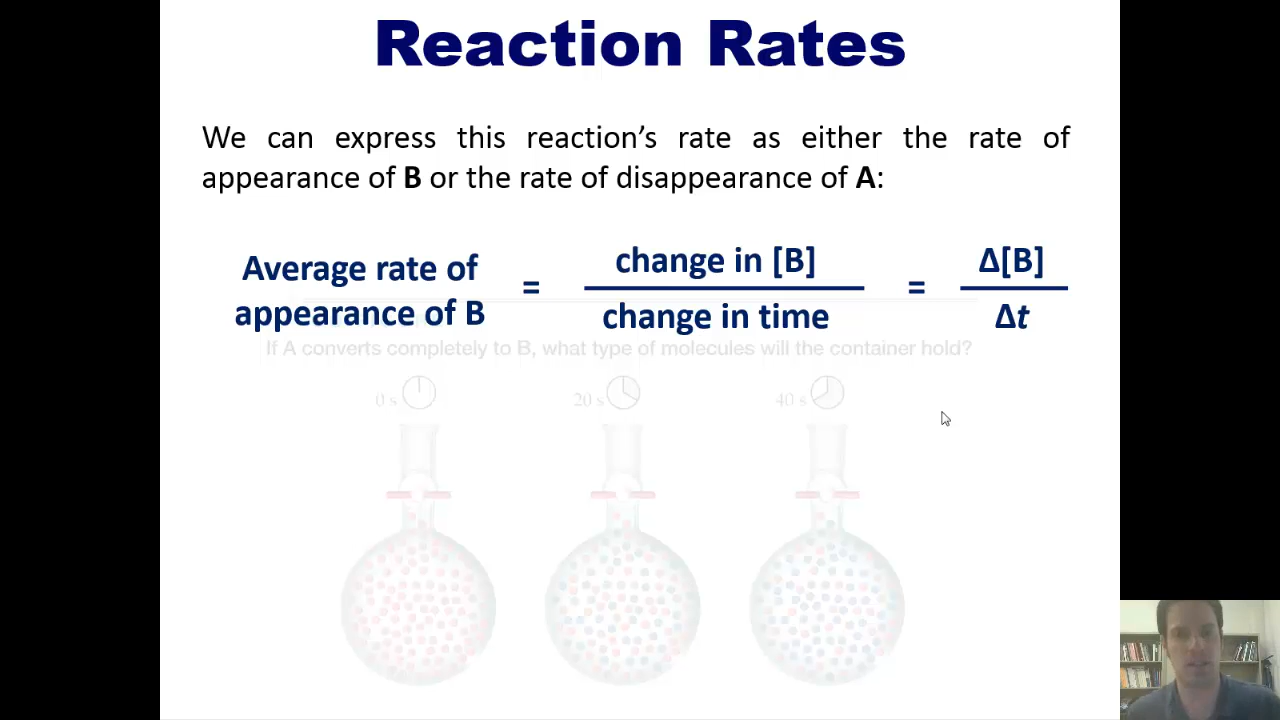 Reaction Rates
We can express this reaction’s rate as either the rate of
appearance of B or the rate of disappearance of A:
Average rate of
appearance of B
=
change in [B]
change in time
=
Δ[B]
Δt
If A converts completely to B, what type of molecules will the container hold?
0 s
20 s
40 s